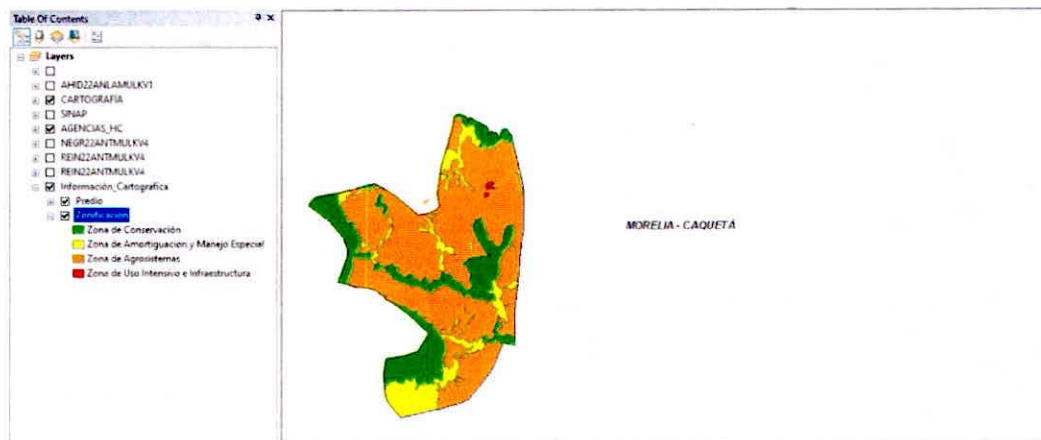 Table Of Contents
Layers
AHID22ANLAMULKV1
CARTOGRAFÍA
SINAP
AGENCIAS_HC
NEGR22ANTMULKV4
REIN22ANTMULKV4
REIN22ANTMULKV4
Información_Cartografica
Predio
Zonificación
Zona de Conservación
Zona de Amortiguacion y Manejo Especial
Zona de Agrosistemas
Zona de Uso Intensivo e Infraestructura
MORELIA - CAQUETÁ